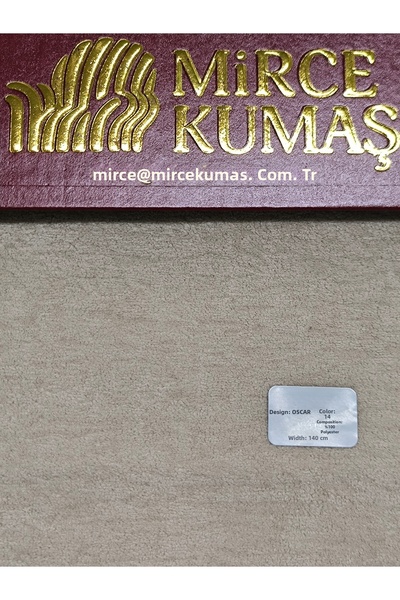 MiRCE
KUMAŞ
mirce@mircekumas. Com. Tr
Design: OSCAR Color:
14
Composition:
%100
Polyester
Width: 140 cm